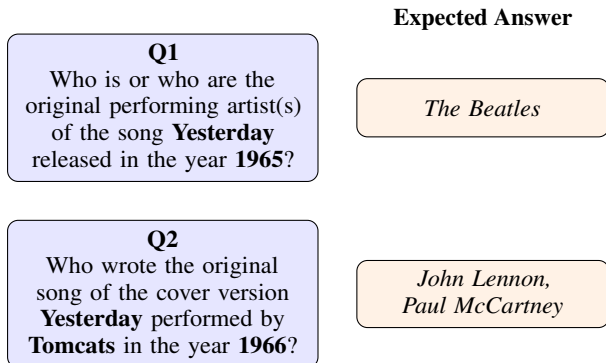 Expected Answer
Q1
Who is or who are the
original performing artist(s)
of the song Yesterday
released in the year 1965?
The Beatles
Q2
Who wrote the original
song of the cover version
Yesterday performed by
Tomcats in the year 1966?
John Lennon,
Paul McCartney